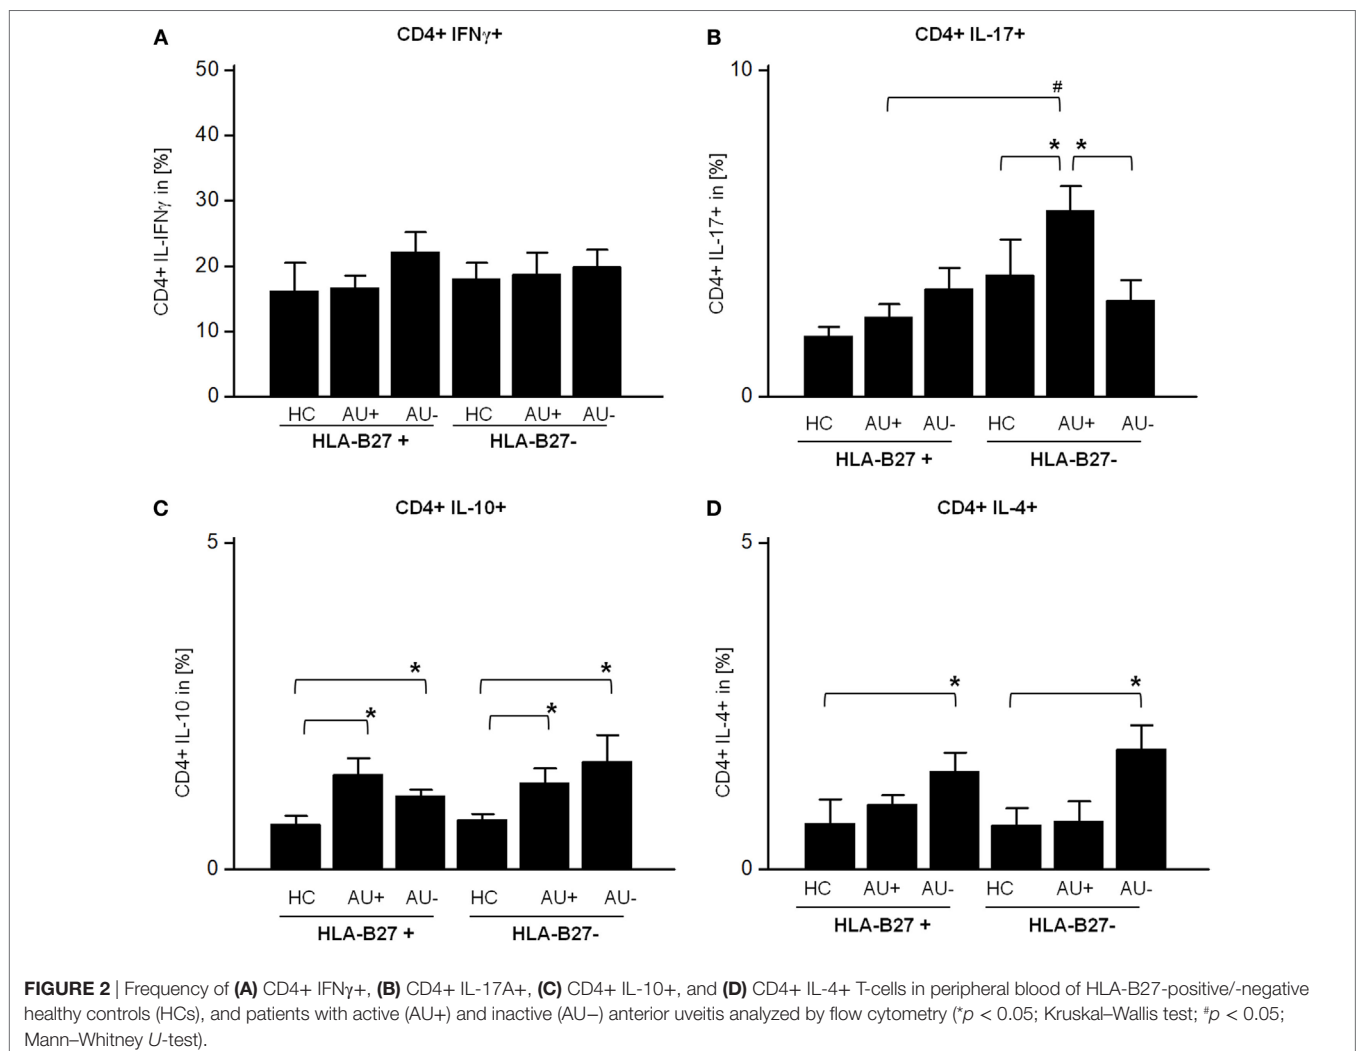 A
CD4+ IFNγ+
50
40
30
20
10
0
CD4+ IL-IFNγ in [%]
HC AU+ AU- HC AU+ AU-
HLA-B27 + HLA-B27-
B
CD4+ IL-17+
10
0
CD4+ IL-17+ in [%]
#
* *
HC AU+ AU- HC AU+ AU-
HLA-B27 + HLA-B27-
C
CD4+ IL-10+
5
0
CD4+ IL-10 in [%]
* *
* *
HC AU+ AU- HC AU+ AU-
HLA-B27 + HLA-B27-
D
CD4+ IL-4+
5
0
CD4+ IL-4+ in [%]
* *
HC AU+ AU- HC AU+ AU-
HLA-B27 + HLA-B27-
FIGURE 2 | Frequency of (A) CD4+ IFNγ+, (B) CD4+ IL-17A+, (C) CD4+ IL-10+, and (D) CD4+ IL-4+ T-cells in peripheral blood of HLA-B27-positive/-negative
healthy controls (HCs), and patients with active (AU+) and inactive (AU−) anterior uveitis analyzed by flow cytometry (*p < 0.05; Kruskal–Wallis test; #p < 0.05;
Mann–Whitney U-test).